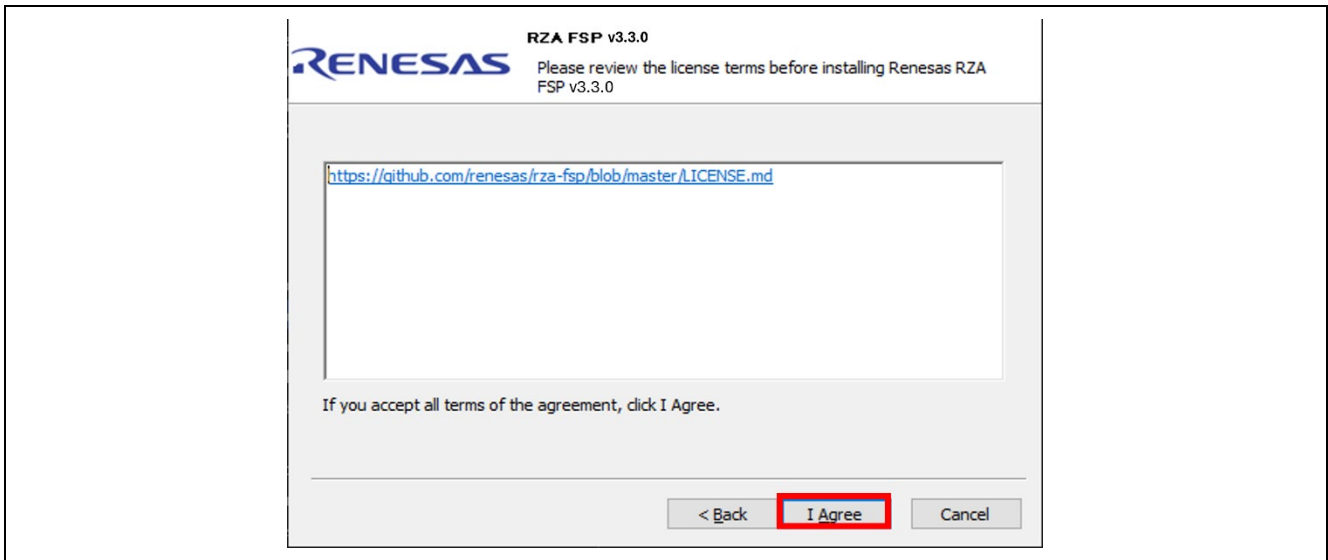 RENESAS
RZA FSP v3.3.0
Please review the license terms before installing Renesas RZA
FSP v3.3.0
https://github.com/renesas/rza-fsp/blob/master/LICENSE.md
If you accept all terms of the agreement, click I Agree.
< Back
I Agree
Cancel